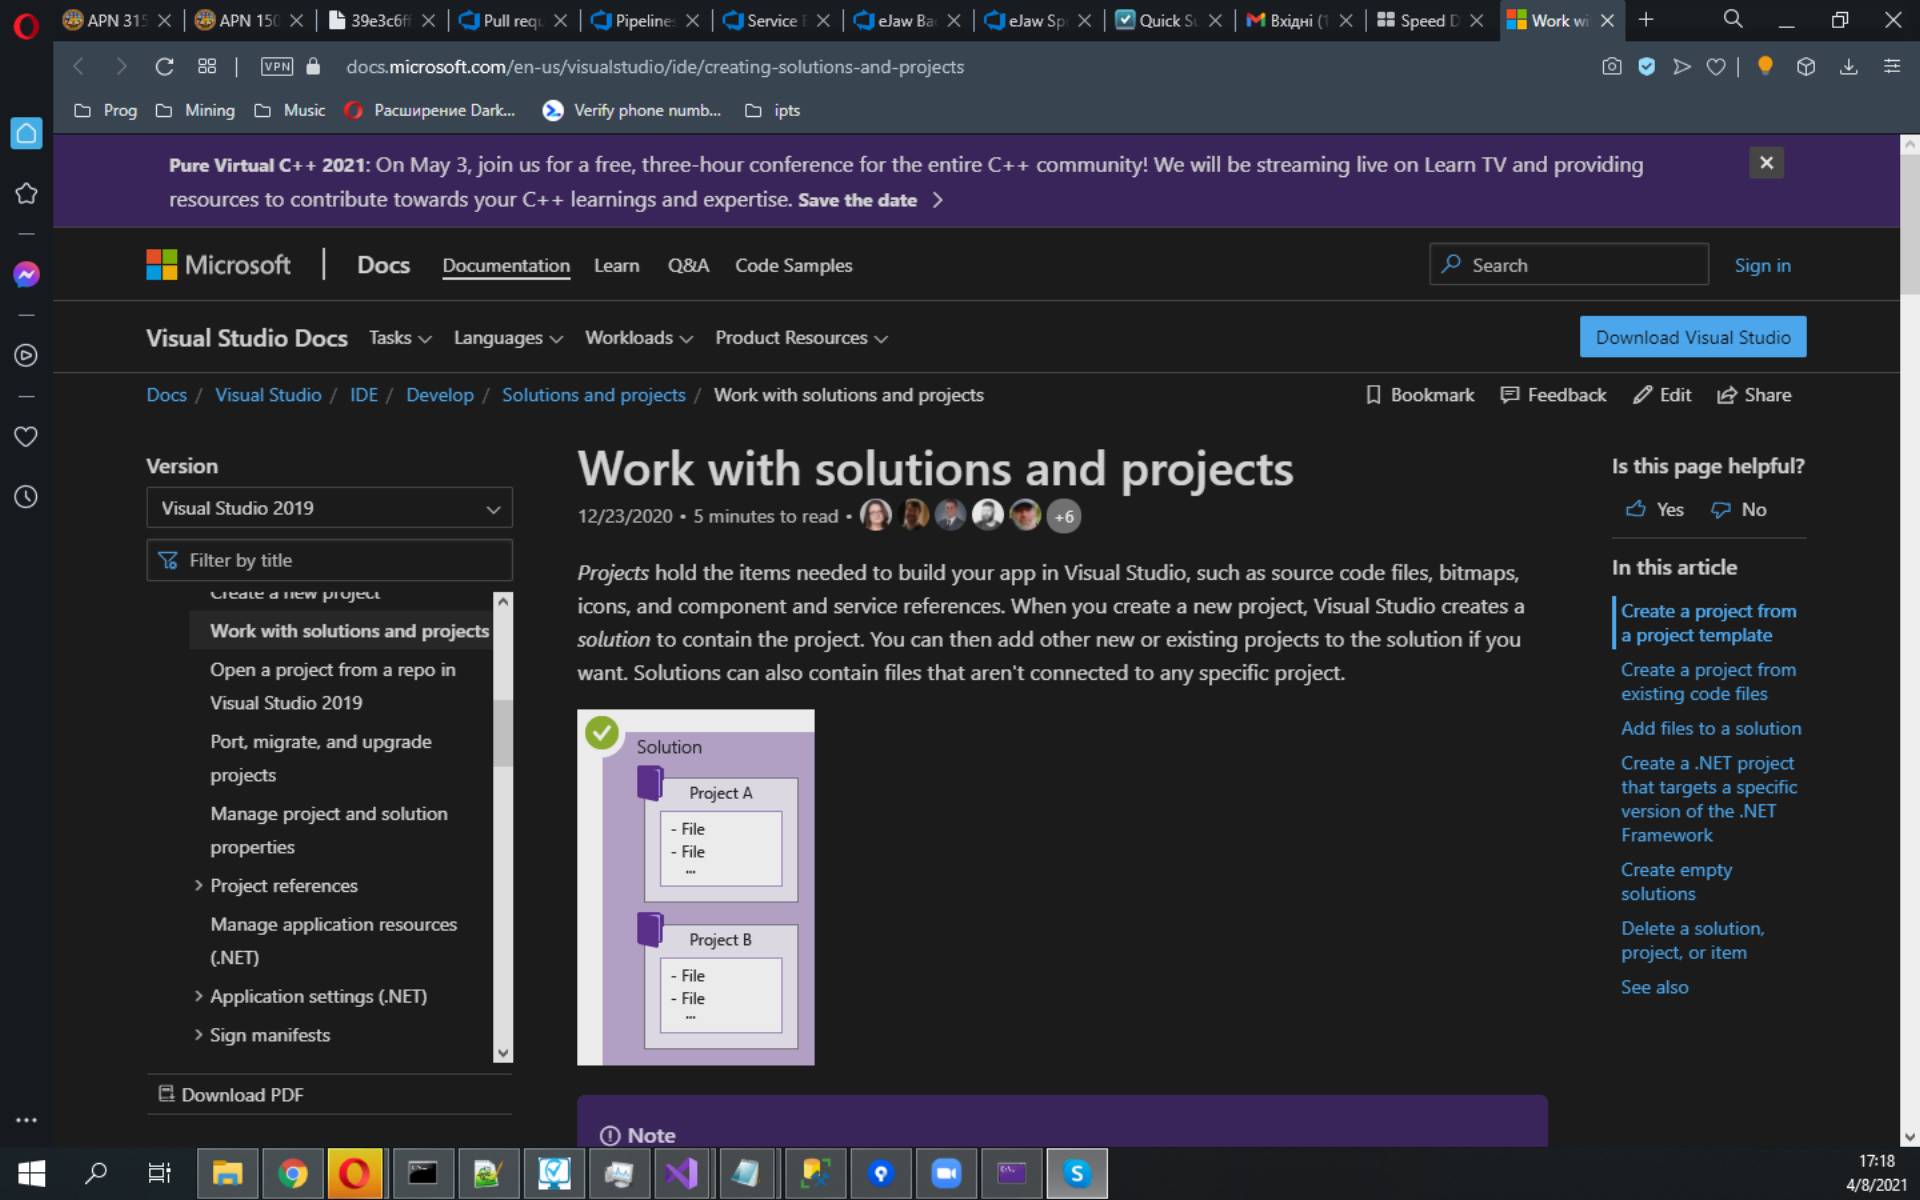 APN 315
APN 150
39e3c6ff
Pull requ
Pipelines
Service
eJaw Ba
eJaw Sp
Quick Su
Вхідні (1
Speed D
Work wi
VPN
docs.microsoft.com/en-us/visualstudio/ide/creating-solutions-and-projects
Prog
Mining
Music
Расширение Dark...
Verify phone numb...
ipts
Pure Virtual C++ 2021: On May 3, join us for a free, three-hour conference for the entire C++ community! We will be streaming live on Learn TV and providing
resources to contribute towards your C++ learnings and expertise. Save the date
Microsoft
Docs
Documentation
Learn
Q&A
Code Samples
Search
Sign in
Visual Studio Docs
Tasks
Languages
Workloads
Product Resources
Download Visual Studio
Docs / Visual Studio / IDE / Develop / Solutions and projects / Work with solutions and projects
Bookmark
Feedback
Edit
Share
Version
Visual Studio 2019
Filter by title
Create a new project
Work with solutions and projects
Open a project from a repo in
Visual Studio 2019
Port, migrate, and upgrade
projects
Manage project and solution
properties
Project references
Manage application resources
(.NET)
Application settings (.NET)
Sign manifests
Download PDF
Work with solutions and projects
12/23/2020 • 5 minutes to read •
+6
Projects hold the items needed to build your app in Visual Studio, such as source code files, bitmaps,
icons, and component and service references. When you create a new project, Visual Studio creates a
solution to contain the project. You can then add other new or existing projects to the solution if you
want. Solutions can also contain files that aren't connected to any specific project.
Solution
Project A
- File
- File
...
Project B
- File
- File
...
Note
Is this page helpful?
Yes
No
In this article
Create a project from
a project template
Create a project from
existing code files
Add files to a solution
Create a .NET project
that targets a specific
version of the .NET
Framework
Create empty
solutions
Delete a solution,
project, or item
See also
17:18
4/8/2021